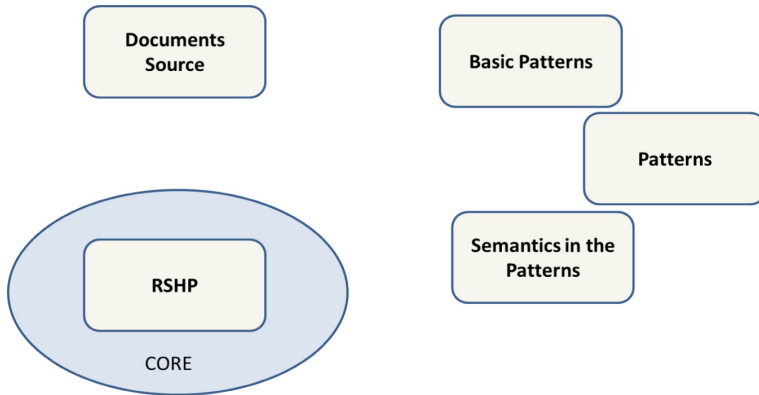 Documents
Source
Basic Patterns
Patterns
Semantics in the
Patterns
RSHP
CORE